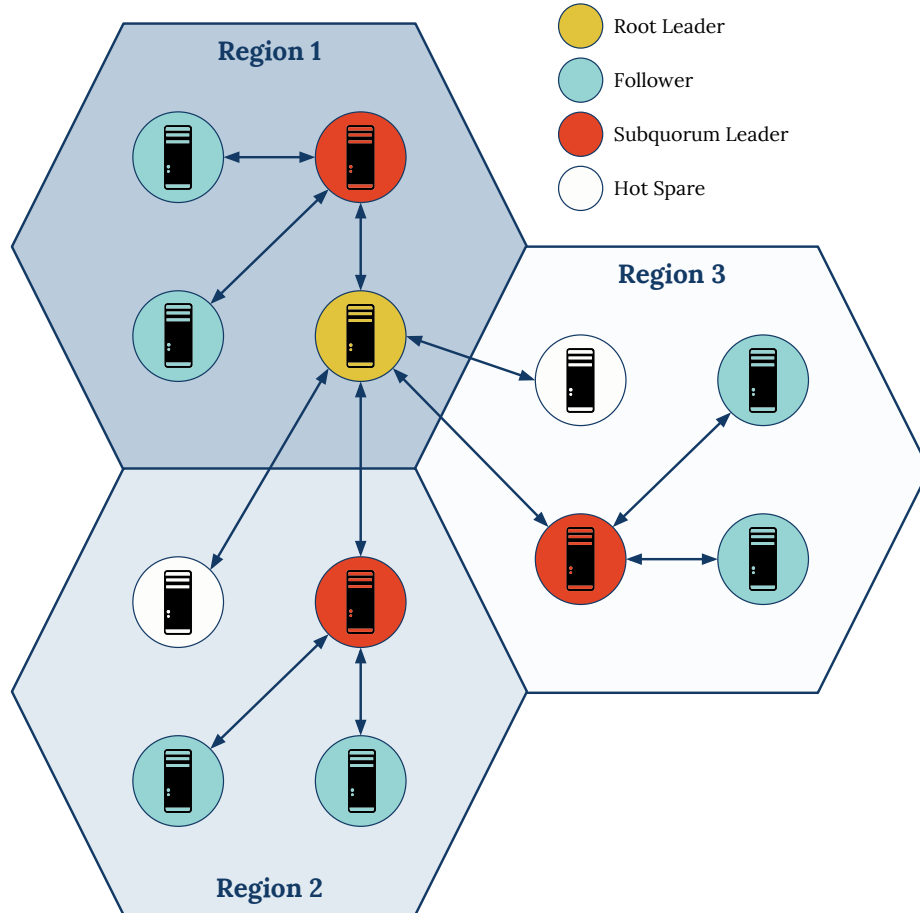 Region 1
Root Leader
Follower
Subquorum Leader
Hot Spare
Region 3
Region 2